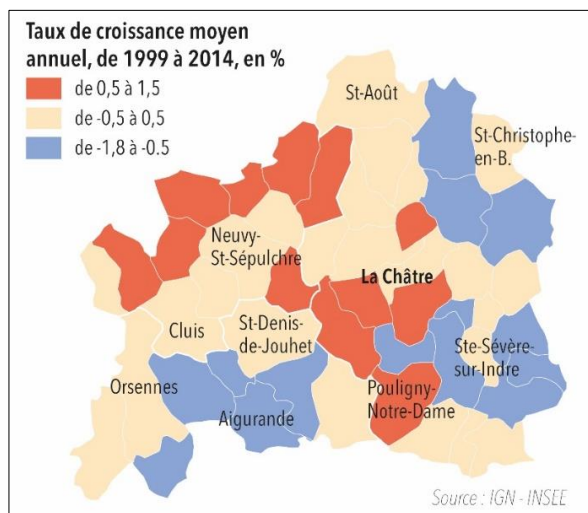 Taux de croissance moyen
annuel, de 1999 à 2014, en %
de 0,5 à 1,5
de -0,5 à 0,5
de -1,8 à -0.5
St-Août
St-Christophe-
en-B.
Neuvy-
St-Sépulchre
La Châtre
Cluis
St-Denis-
de-Jouhet
Ste-Sévère-
sur-Indre
Orsennes
Aigurande
Pouligny-
Notre-Dame
Source : IGN - INSEE